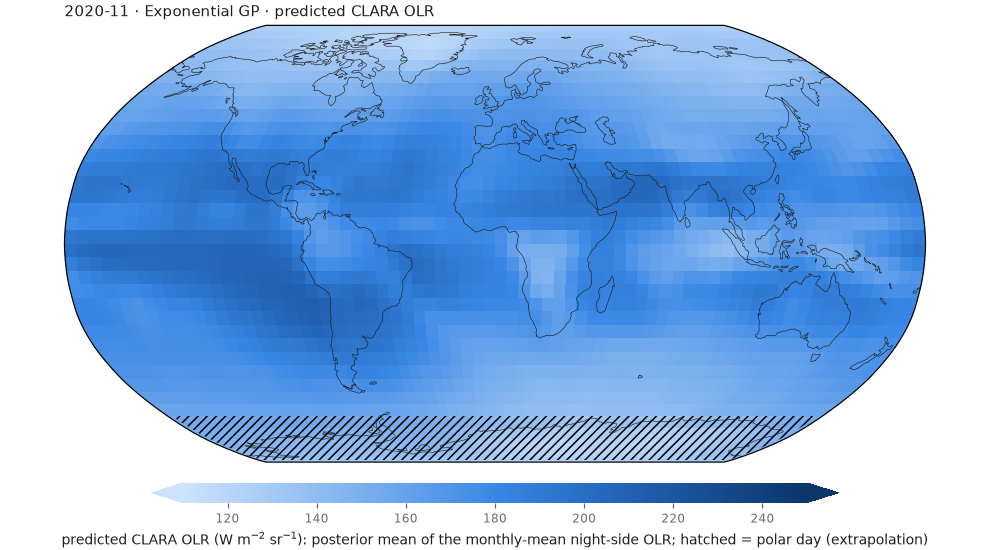 2020-11 · Exponential GP · predicted CLARA OLR
120 140 160 180 200 220 240
predicted CLARA OLR (W m⁻² sr⁻¹): posterior mean of the monthly-mean night-side OLR; hatched = polar day (extrapolation)